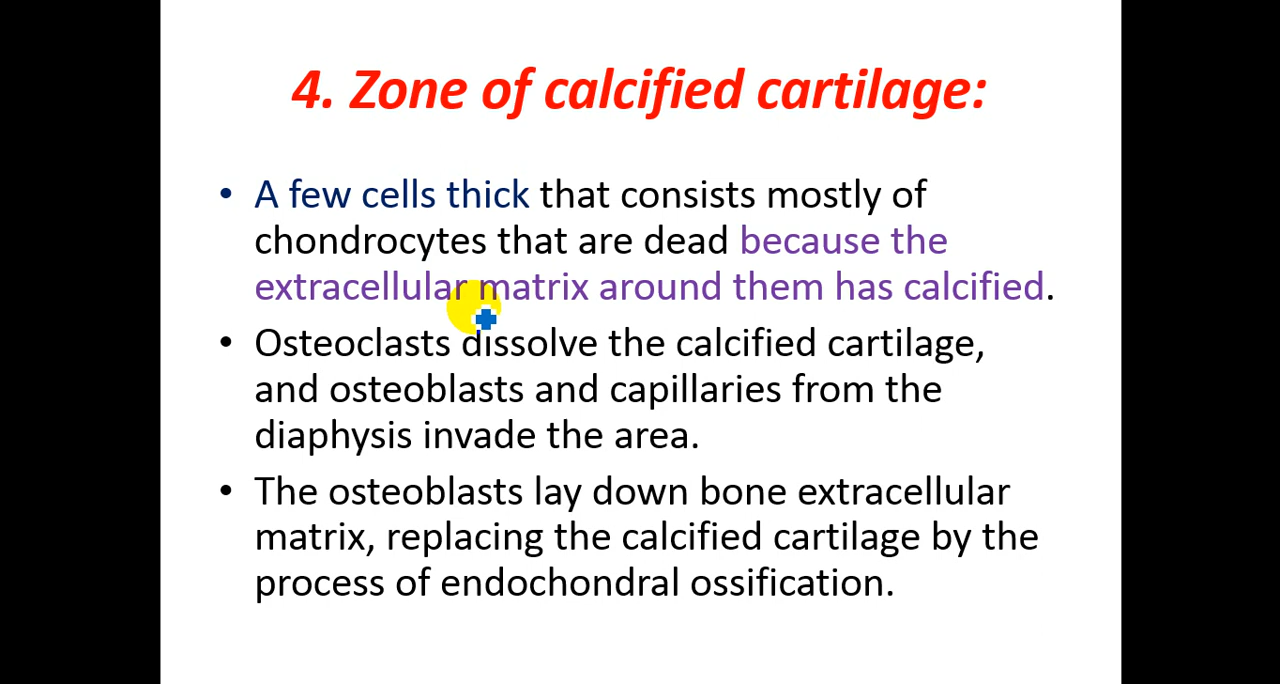 4. Zone of calcified cartilage:
• A few cells thick that consists mostly of
chondrocytes that are dead because the
extracellular matrix around them has calcified.
• Osteoclasts dissolve the calcified cartilage,
and osteoblasts and capillaries from the
diaphysis invade the area.
• The osteoblasts lay down bone extracellular
matrix, replacing the calcified cartilage by the
process of endochondral ossification.